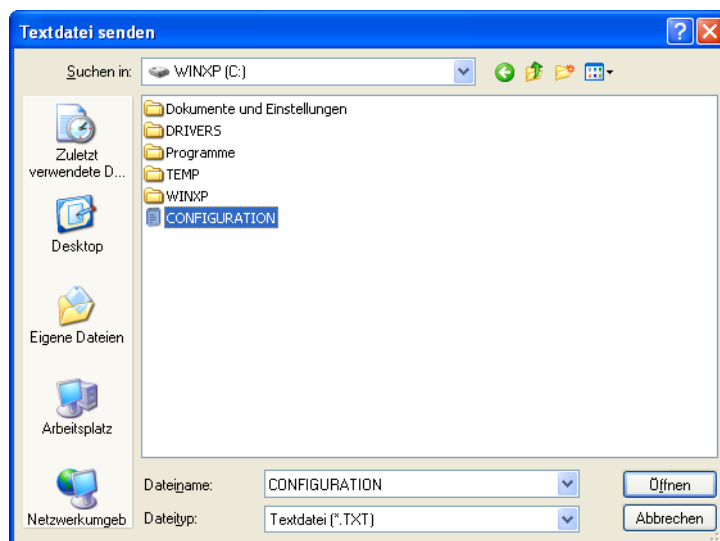 Textdatei senden
Suchen in:
WINXP (C:)
Zuletzt
verwendete D...
Desktop
Eigene Dateien
Arbeitsplatz
Netzwerkumgeb
Dokumente und Einstellungen
DRIVERS
Programme
TEMP
WINXP
CONFIGURATION
Dateiname:
CONFIGURATION
Öffnen
Dateityp:
Textdatei (*.TXT)
Abbrechen